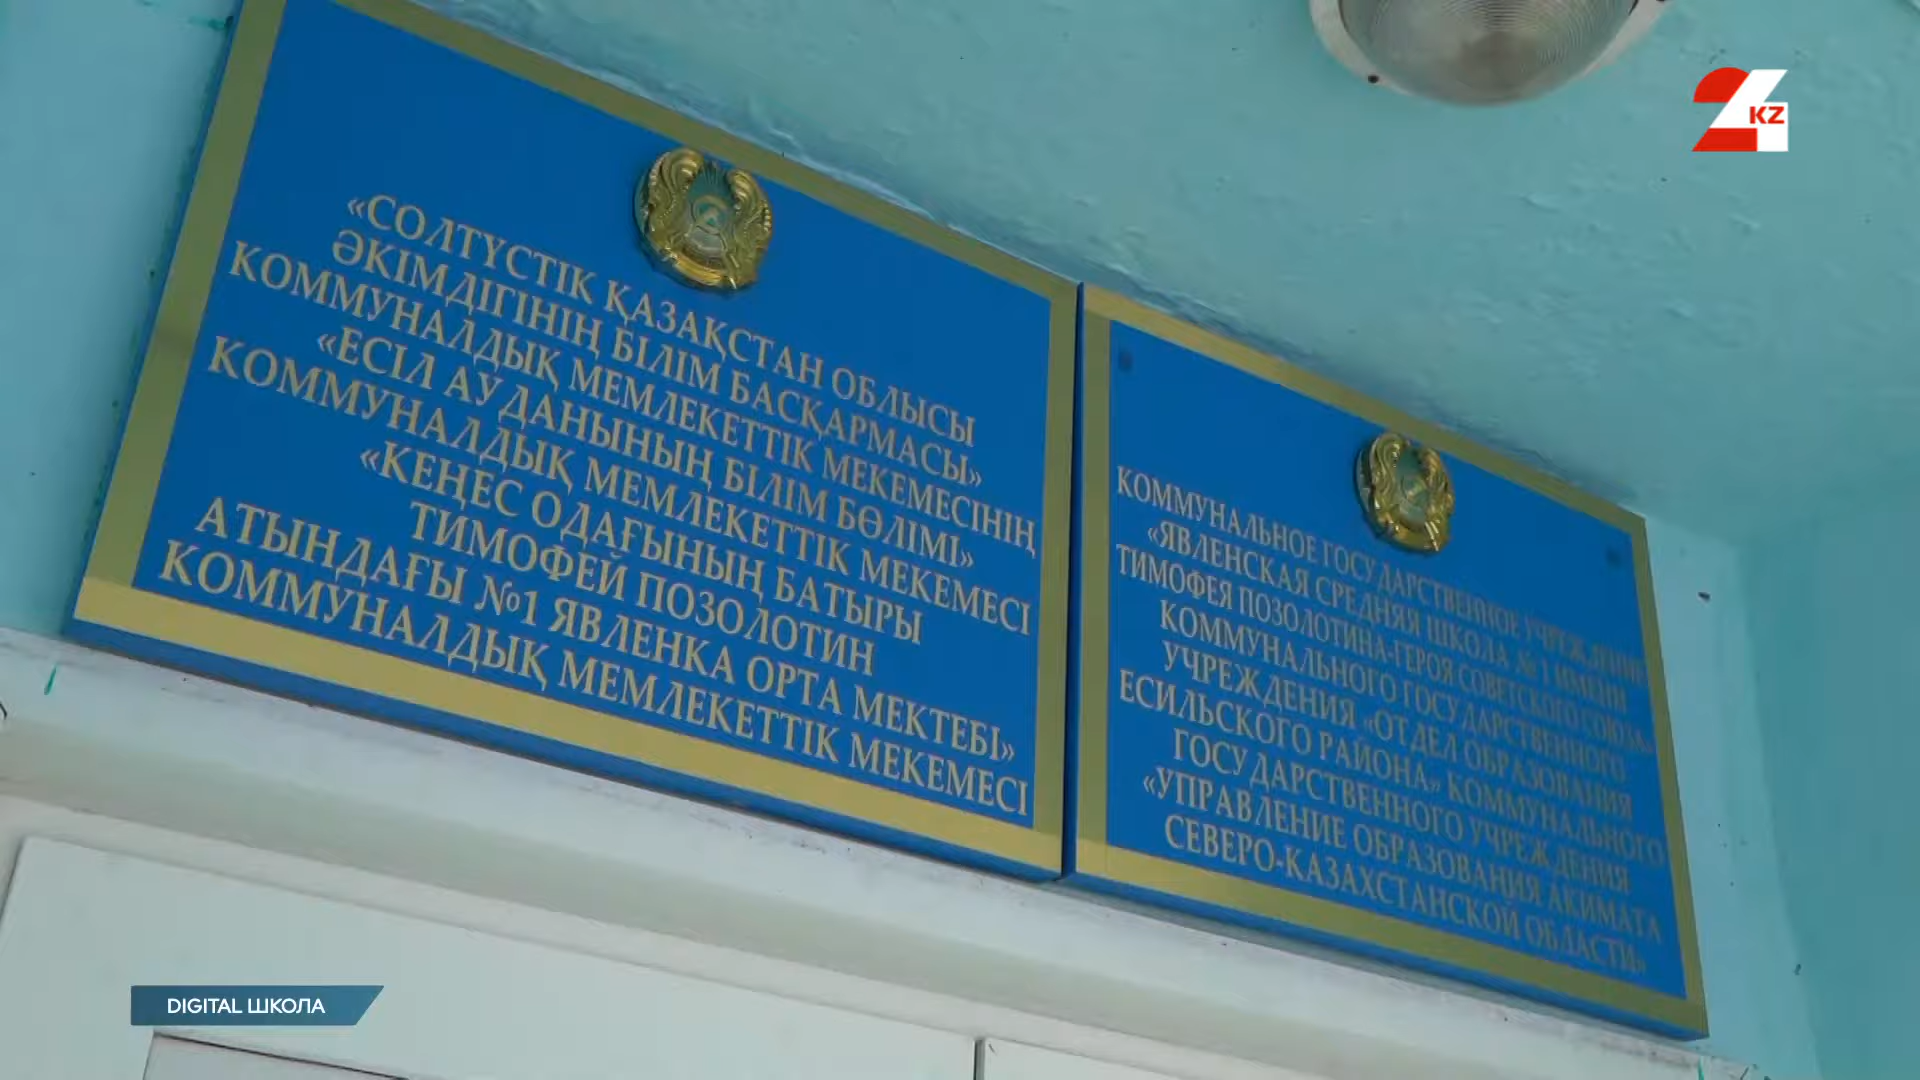 «СОЛТҮСТІК ҚАЗАҚСТАН ОБЛЫСЫ
ӘКІМДІГІНІҢ БІЛІМ БАСҚАРМАСЫ»
КОММУНАЛДЫҚ МЕМЛЕКЕТТІК МЕКЕМЕСІНІҢ
«ЕСІЛ АУДАНЫНЫҢ БІЛІМ БӨЛІМІ»
КОММУНАЛДЫҚ МЕМЛЕКЕТТІК МЕКЕМЕСІ
«КЕҢЕС ОДАҒЫНЫҢ БАТЫРЫ
ТИМОФЕЙ ПОЗОЛОТИН
АТЫНДАҒЫ №1 ЯВЛЕНКА ОРТА МЕКТЕБІ»
КОММУНАЛДЫҚ МЕМЛЕКЕТТІК МЕКЕМЕСІ
КОММУНАЛЬНОЕ ГОСУДАРСТВЕННОЕ УЧРЕЖДЕНИЕ
«ЯВЛЕНСКАЯ СРЕДНЯЯ ШКОЛА №1 ИМЕНИ
ТИМОФЕЯ ПОЗОЛОТИНА-ГЕРОЯ СОВЕТСКОГО СОЮЗА»
КОММУНАЛЬНОГО ГОСУДАРСТВЕННОГО
УЧРЕЖДЕНИЯ «ОТДЕЛ ОБРАЗОВАНИЯ
ЕСИЛЬСКОГО РАЙОНА» КОММУНАЛЬНОГО
ГОСУДАРСТВЕННОГО УЧРЕЖДЕНИЯ
«УПРАВЛЕНИЕ ОБРАЗОВАНИЯ АКИМАТА
СЕВЕРО-КАЗАХСТАНСКОЙ ОБЛАСТИ»
24KZ
DIGITAL ШКОЛА